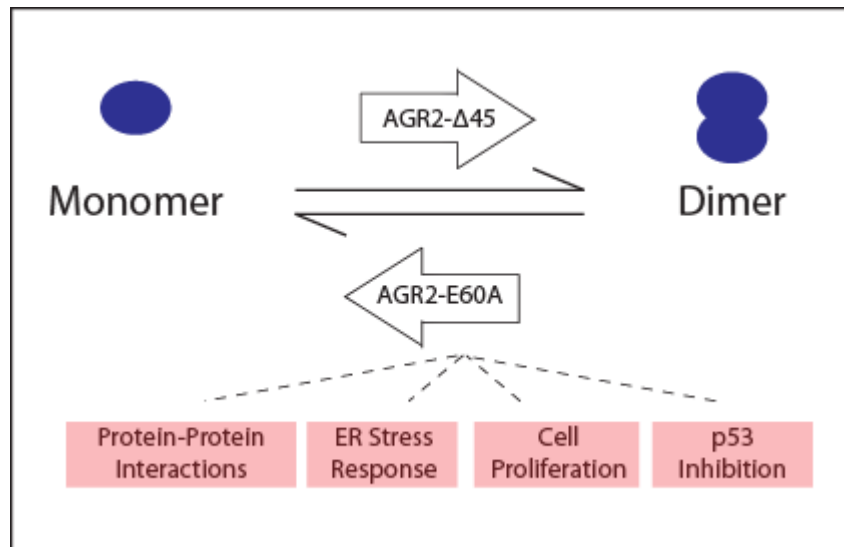 AGR2-Δ45
Monomer
Dimer
AGR2-E60A
Protein-Protein
Interactions
ER Stress
Response
Cell
Proliferation
p53
Inhibition